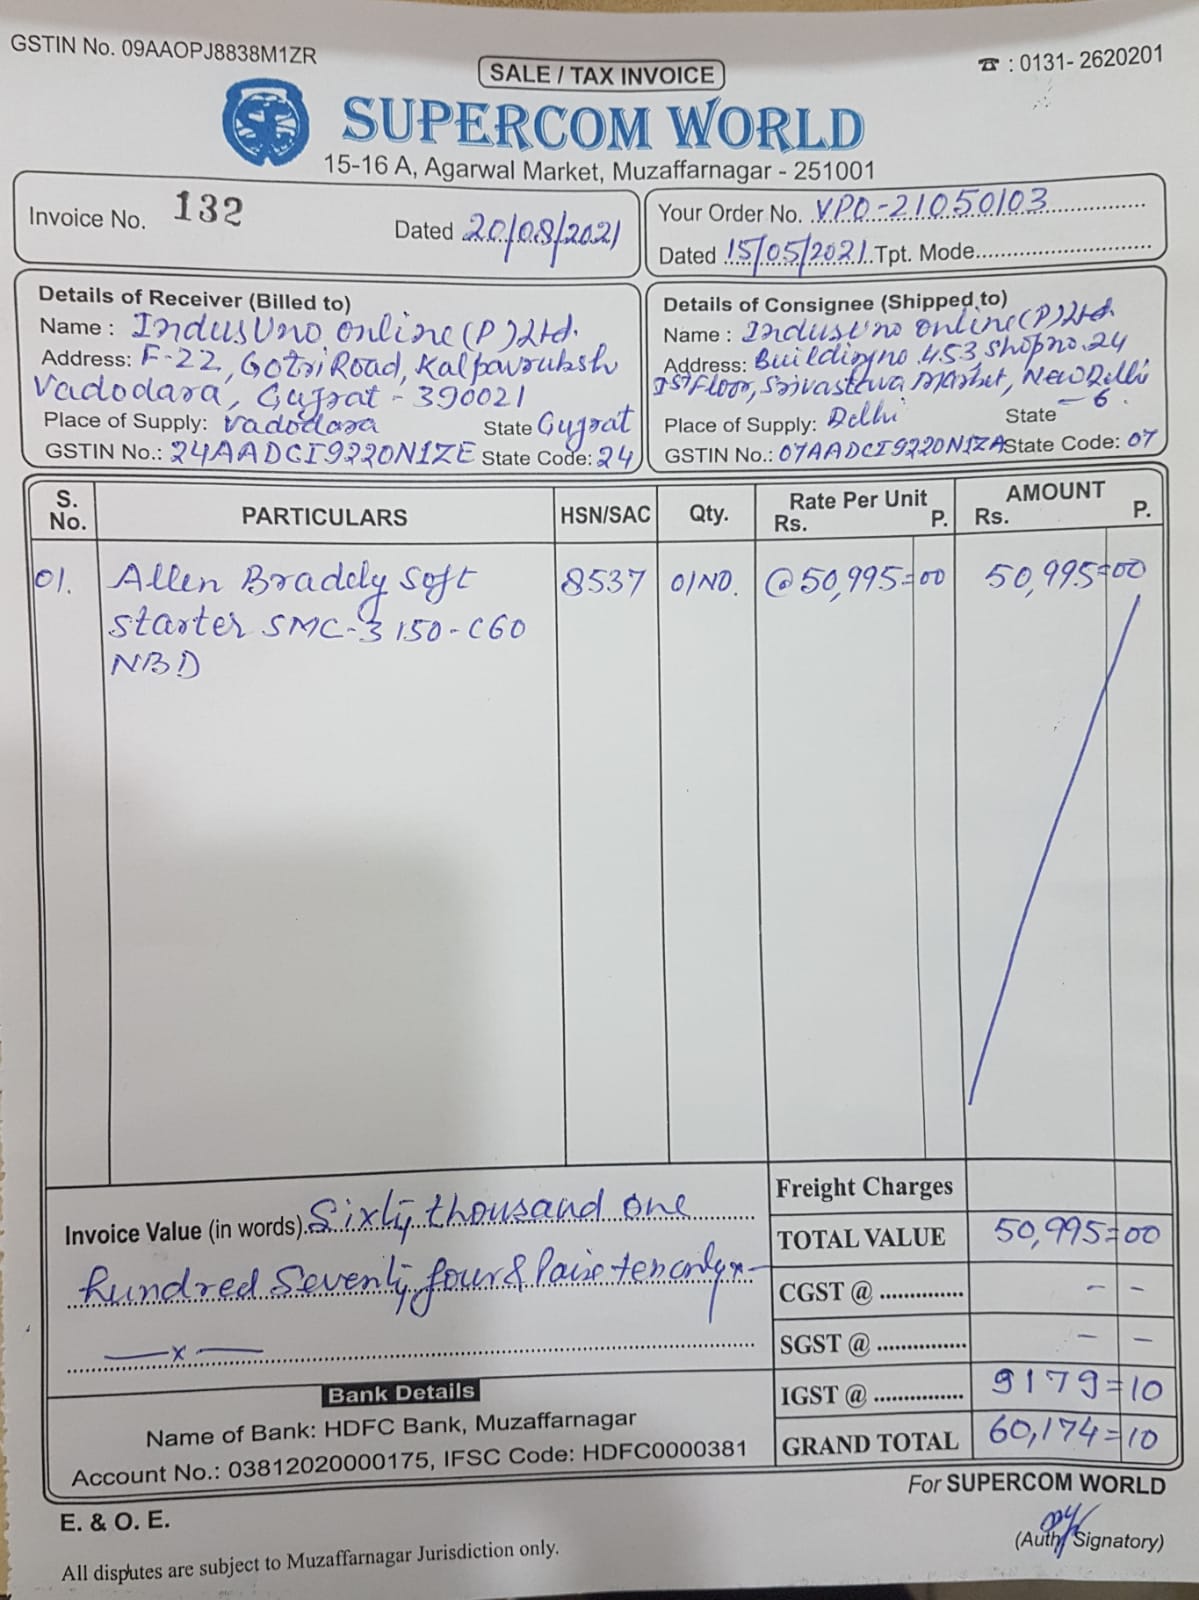 GSTIN No. 09AAOPJ8838M1ZR
SALE / TAX INVOICE
☎ : 0131- 2620201
SUPERCOM WORLD
15-16 A, Agarwal Market, Muzaffarnagar - 251001
Invoice No. 132 Dated 20/08/2021
Your Order No. VPO-21050103
Dated 15/05/2021 Tpt. Mode
Details of Receiver (Billed to)
Name : IndusUno online (P) Ltd.
Address: F-22, Gotri Road, Kalpavruksh
Vadodara, Gujrat - 390021
Place of Supply: Vadodara State Gujrat
GSTIN No.: 24AADCI9220N1ZE State Code: 24
Details of Consignee (Shipped to)
Name : IndusUno online (P) Ltd.
Address: Building no. 453, Shop no. 24
1st Floor, Srivasthva Market, New Delhi
Place of Supply: Delhi State - 6.
GSTIN No.: 07AADCI9220N1ZA State Code: 07
S. No. PARTICULARS HSN/SAC Qty. Rate Per Unit Rs. P. AMOUNT Rs. P.
01. Allen Braddy Soft 8537 01NO. @50,995=00 50,995=00
starter SMC-3 150-C60
NBD
Invoice Value (in words) Sixty thousand one
hundred Seventy four & Paise ten only x-
—x—
Freight Charges
TOTAL VALUE 50,995=00
CGST @ .............. - -
SGST @ ............... - -
IGST @ ............... 9179=10
GRAND TOTAL 60,174=10
Bank Details
Name of Bank: HDFC Bank, Muzaffarnagar
Account No.: 03812020000175, IFSC Code: HDFC0000381
For SUPERCOM WORLD
E. & O. E.
(Auth. Signatory)
All disputes are subject to Muzaffarnagar Jurisdiction only.